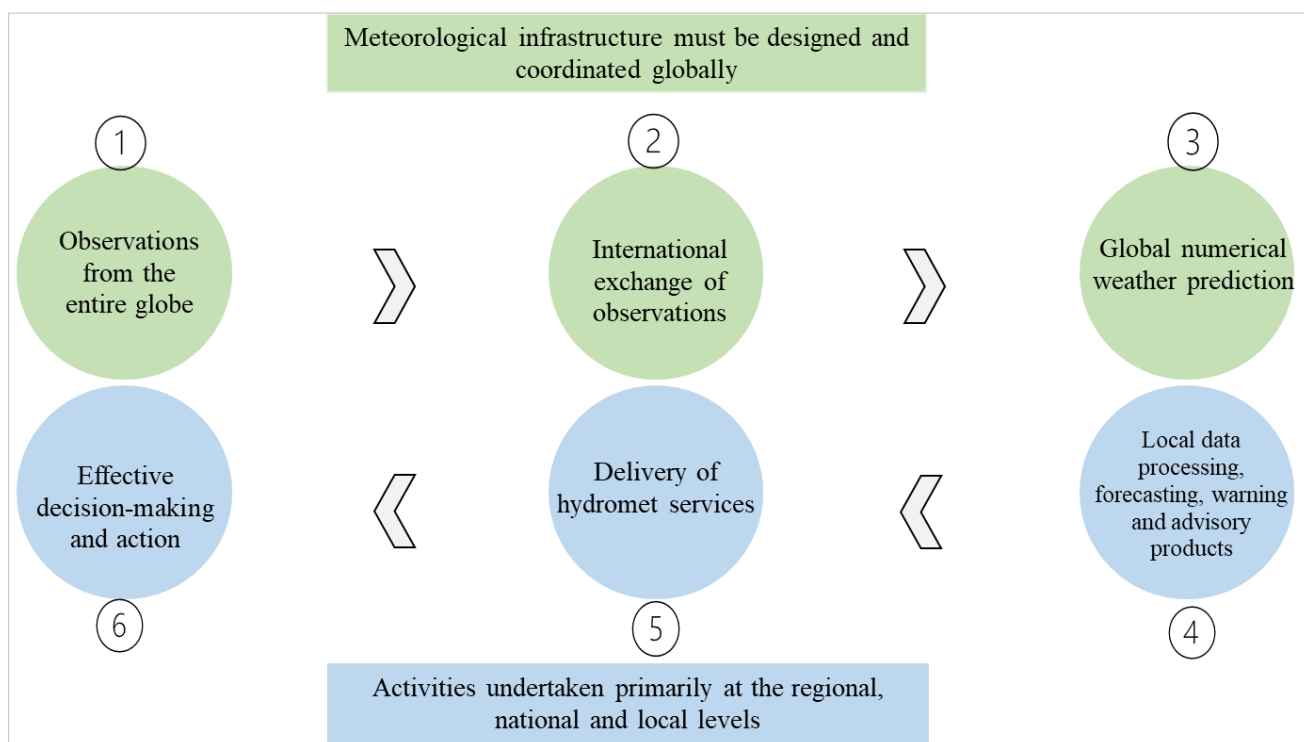 Meteorological infrastructure must be designed and
coordinated globally
1
2
3
Observations
from the
entire globe
International
exchange of
observations
Global numerical
weather prediction
Effective
decision-making
and action
Delivery of
hydromet services
Local data
processing,
forecasting, warning
and advisory
products
6
5
4
Activities undertaken primarily at the regional,
national and local levels